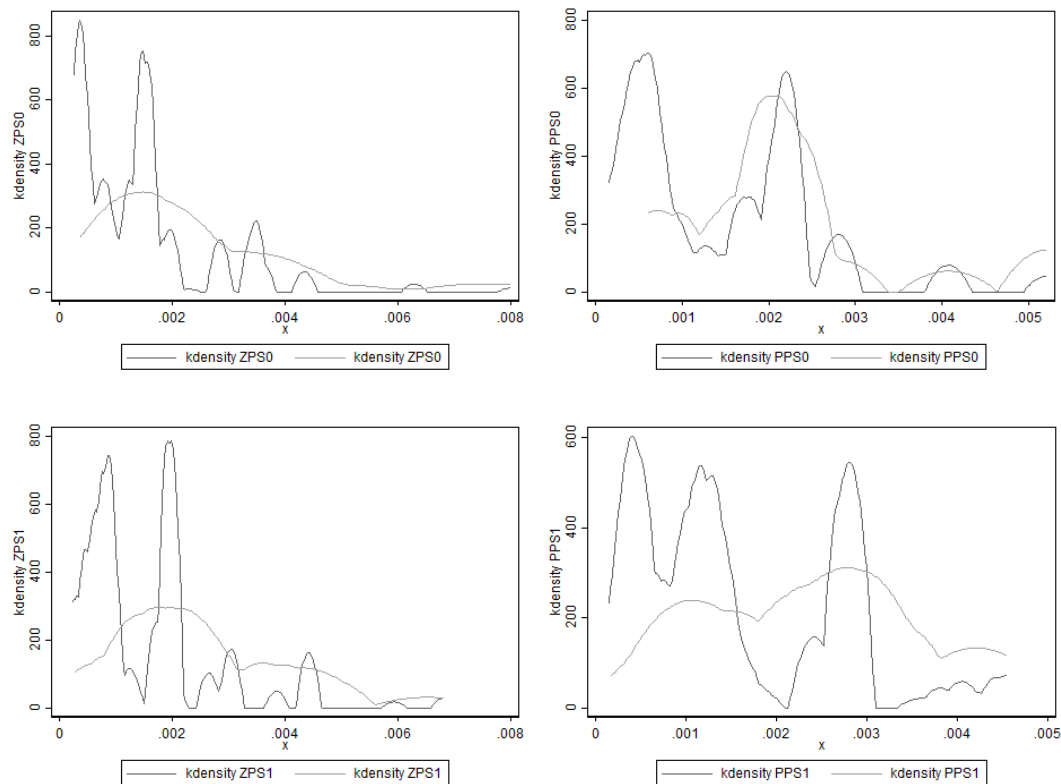 kdensity ZPS0
0 200 400 600 800
0 .002 .004 .006 .008
x
kdensity ZPS0 kdensity ZPS0
kdensity PPS0
0 200 400 600 800
0 .001 .002 .003 .004 .005
x
kdensity PPS0 kdensity PPS0
kdensity ZPS1
0 200 400 600 800
0 .002 .004 .006 .008
x
kdensity ZPS1 kdensity ZPS1
kdensity PPS1
0 200 400 600
0 .001 .002 .003 .004 .005
x
kdensity PPS1 kdensity PPS1